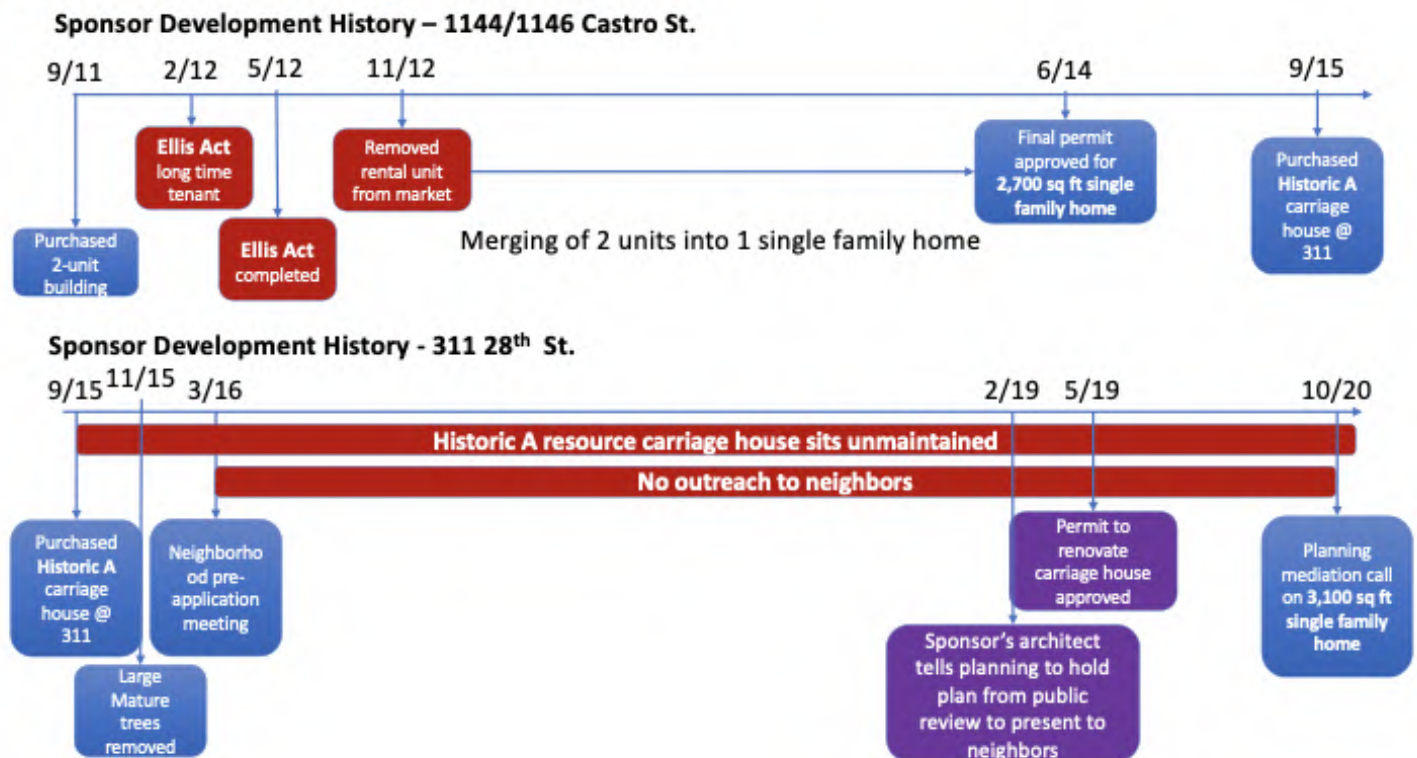 Sponsor Development History – 1144/1146 Castro St.
9/11
2/12
5/12
11/12
6/14
9/15
Purchased
2-unit
building
Ellis Act
long time
tenant
Ellis Act
completed
Removed
rental unit
from market
Merging of 2 units into 1 single family home
Final permit
approved for
2,700 sq ft single
family home
Purchased
Historic A
carriage
house @
311
Sponsor Development History - 311 28th St.
9/15
11/15
3/16
2/19
5/19
10/20
Historic A resource carriage house sits unmaintained
No outreach to neighbors
Purchased
Historic A
carriage
house @
311
Large
Mature
trees
removed
Neighborho
od pre-
application
meeting
Sponsor's architect
tells planning to hold
plan from public
review to present to
neighbors
Permit to
renovate
carriage house
approved
Planning
mediation call
on 3,100 sq ft
single family
home